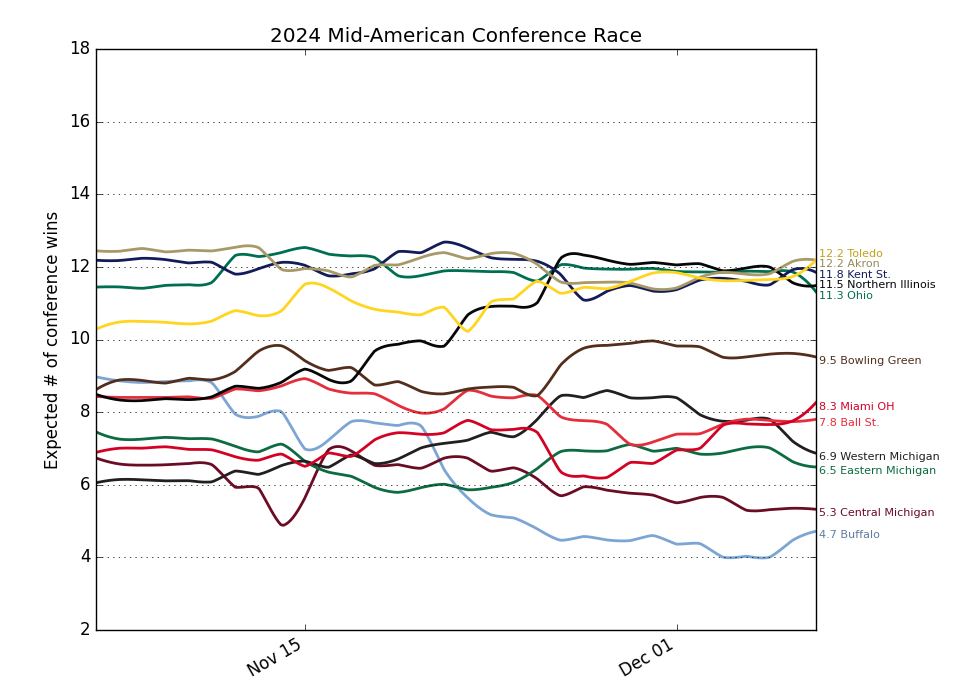 2024 Mid-American Conference Race
Expected # of conference wins
18
16
14
12
10
8
6
4
2
Nov 15
Dec 01
12.2 Toledo
12.2 Akron
11.8 Kent St.
11.5 Northern Illinois
11.3 Ohio
9.5 Bowling Green
8.3 Miami OH
7.8 Ball St.
6.9 Western Michigan
6.5 Eastern Michigan
5.3 Central Michigan
4.7 Buffalo